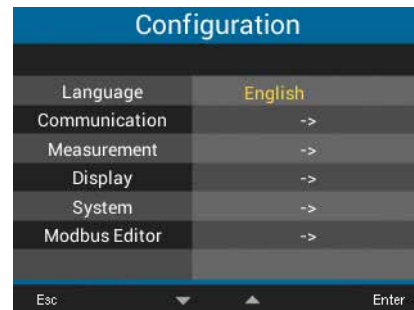 Configuration
Language English
Communication ->
Measurement ->
Display ->
System ->
Modbus Editor ->
Esc Enter